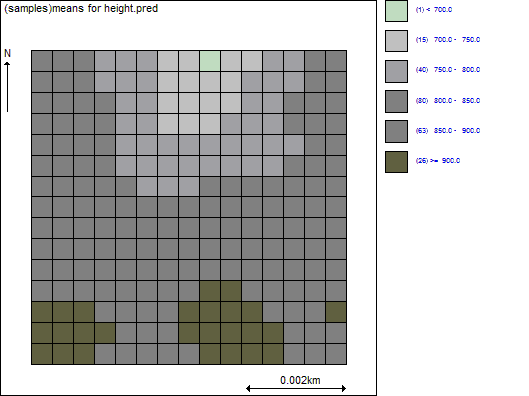 (samples)means for height.pred
N
(1) < 700.0
(15) 700.0 - 750.0
(40) 750.0 - 800.0
(80) 800.0 - 850.0
(63) 850.0 - 900.0
(26) >= 900.0
0.002km